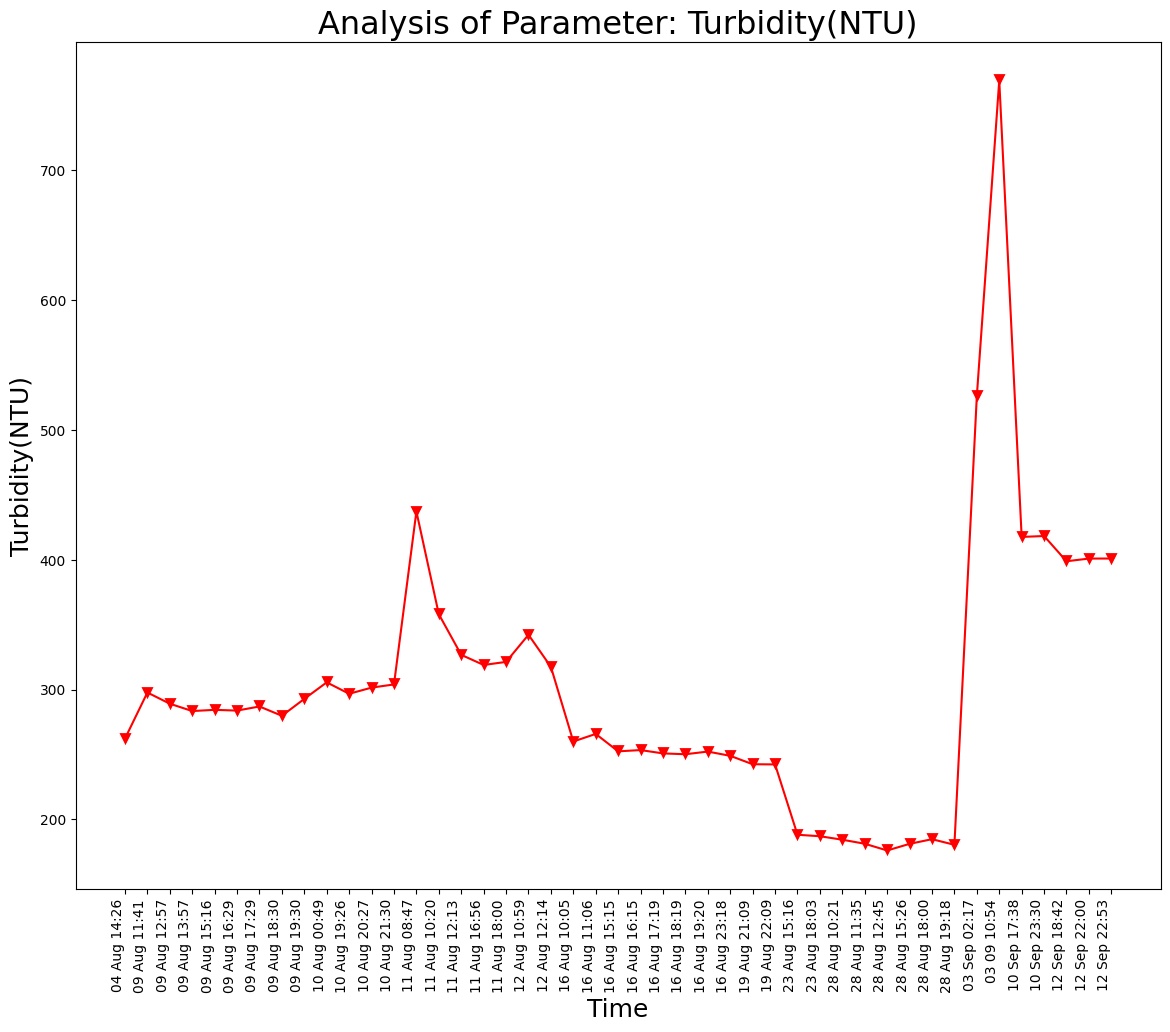 Analysis of Parameter: Turbidity(NTU)
Turbidity(NTU)
700
600
500
400
300
200
04 Aug 14:26
09 Aug 11:41
09 Aug 12:57
09 Aug 13:57
09 Aug 15:16
09 Aug 16:29
09 Aug 17:29
09 Aug 18:30
09 Aug 19:30
10 Aug 00:49
10 Aug 19:26
10 Aug 20:27
10 Aug 21:30
11 Aug 08:47
11 Aug 10:20
11 Aug 12:13
11 Aug 16:56
11 Aug 18:00
12 Aug 10:59
12 Aug 12:14
16 Aug 10:05
16 Aug 11:06
16 Aug 15:15
16 Aug 16:15
16 Aug 17:19
16 Aug 18:19
16 Aug 19:20
16 Aug 23:18
19 Aug 21:09
19 Aug 22:09
23 Aug 15:16
23 Aug 18:03
28 Aug 10:21
28 Aug 11:35
28 Aug 12:45
28 Aug 15:26
28 Aug 18:00
28 Aug 19:18
03 Sep 02:17
03 09 10:54
10 Sep 17:38
10 Sep 23:30
12 Sep 18:42
12 Sep 22:00
12 Sep 22:53
Time